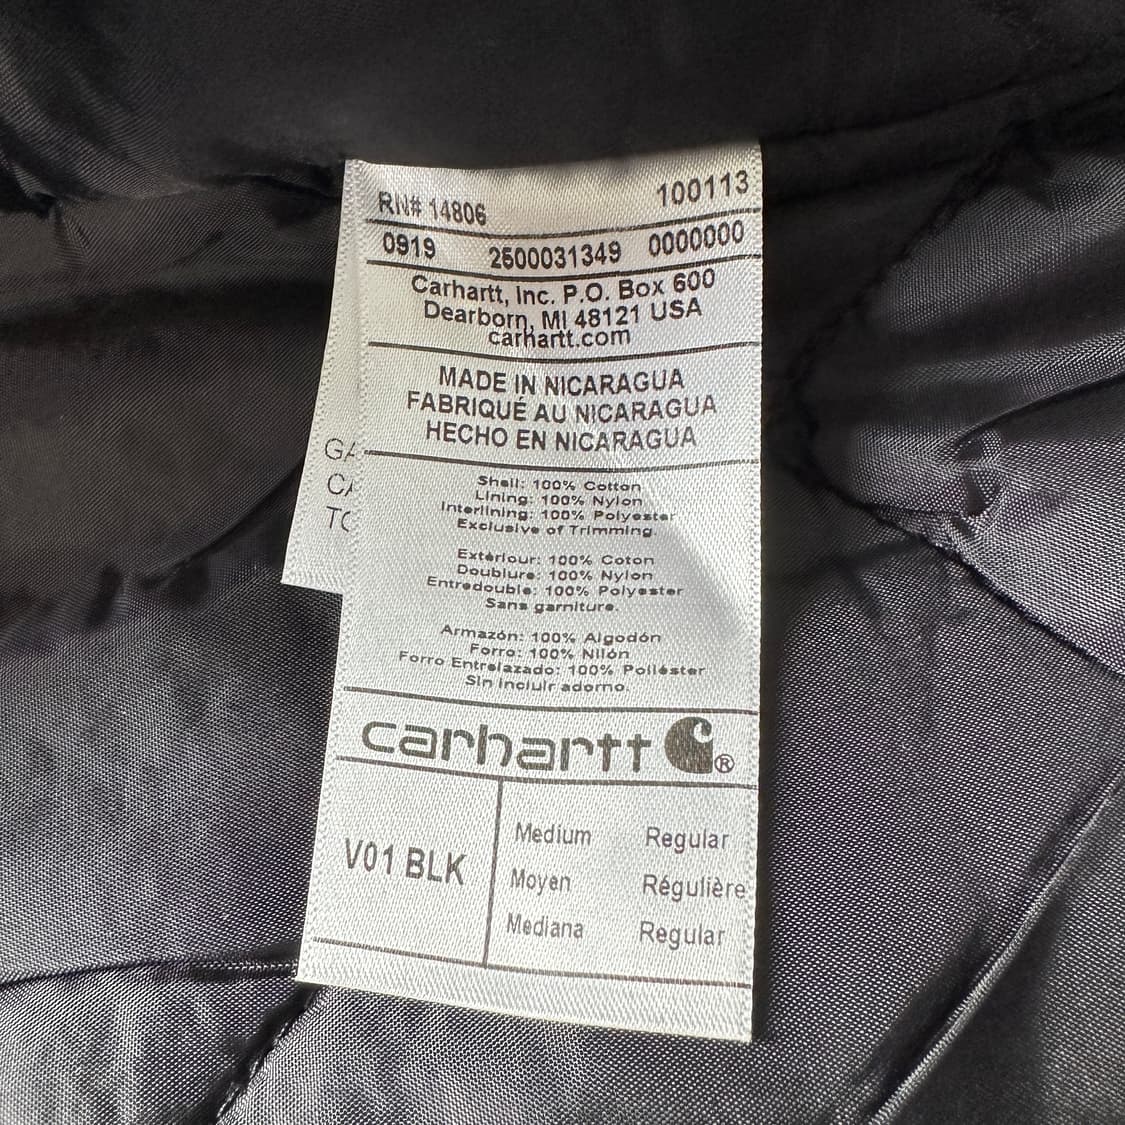 RN# 14806 100113
0919 2600031349 0000000
Carhartt, Inc. P.O. Box 600
Dearborn, MI 48121 USA
carhartt.com
MADE IN NICARAGUA
FABRIQUÉ AU NICARAGUA
HECHO EN NICARAGUA
Shell: 100% Cotton
Lining: 100% Nylon
Interlining: 100% Polyester
Exclusive of Trimming.
Extériour: 100% Coton
Doublure: 100% Nylon
Entredouble: 100% Polyester
Sans garniture.
Armazón: 100% Algodón
Forro: 100% Nilón
Forro Entrelazado: 100% Poliéster
Sin incluir adorno.
carhartt ®
V01 BLK
Medium Regular
Moyen Régulière
Mediana Regular